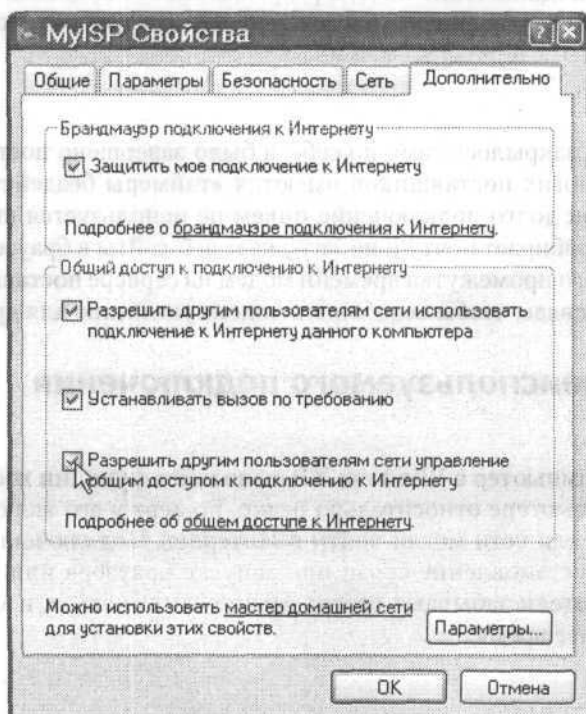 MyISP Свойства
Общие Параметры Безопасность Сеть Дополнительно
Брандмауэр подключения к Интернету
Защитить мое подключение к Интернету
Подробнее о брандмауэре подключения к Интернету.
Общий доступ к подключению к Интернету
Разрешить другим пользователям сети использовать
подключение к Интернету данного компьютера
Устанавливать вызов по требованию
Разрешить другим пользователям сети управление
общим доступом к подключению к Интернету
Подробнее об общем доступе к Интернету.
Можно использовать мастер домашней сети
для установки этих свойств.
Параметры...
OK Отмена